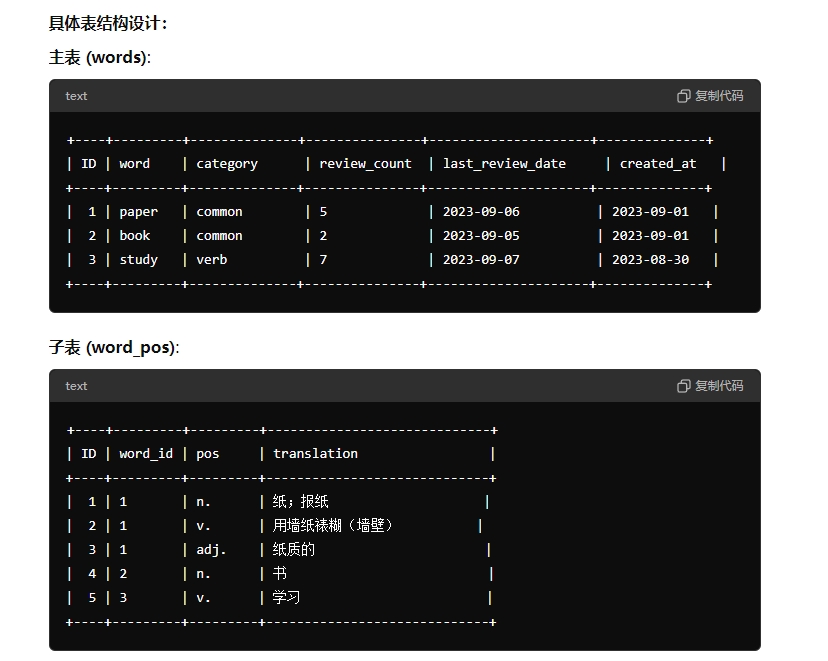 具体表结构设计：
主表 (words):
text 复制代码
+----+---------+--------------+---------------+---------------------+--------------+
| ID | word    | category      | review_count  | last_review_date     | created_at   |
+----+---------+--------------+---------------+---------------------+--------------+
|  1 | paper   | common        | 5             | 2023-09-06          | 2023-09-01   |
|  2 | book    | common        | 2             | 2023-09-05          | 2023-09-01   |
|  3 | study   | verb          | 7             | 2023-09-07          | 2023-08-30   |
+----+---------+--------------+---------------+---------------------+--------------+
子表 (word_pos):
text 复制代码
+----+---------+---------+-----------------------------+
| ID | word_id | pos     | translation                 |
+----+---------+---------+-----------------------------+
|  1 | 1       | n.      | 纸；报纸                    |
|  2 | 1       | v.      | 用墙纸裱糊（墙壁）          |
|  3 | 1       | adj.    | 纸质的                      |
|  4 | 2       | n.      | 书                          |
|  5 | 3       | v.      | 学习                        |
+----+---------+---------+-----------------------------+